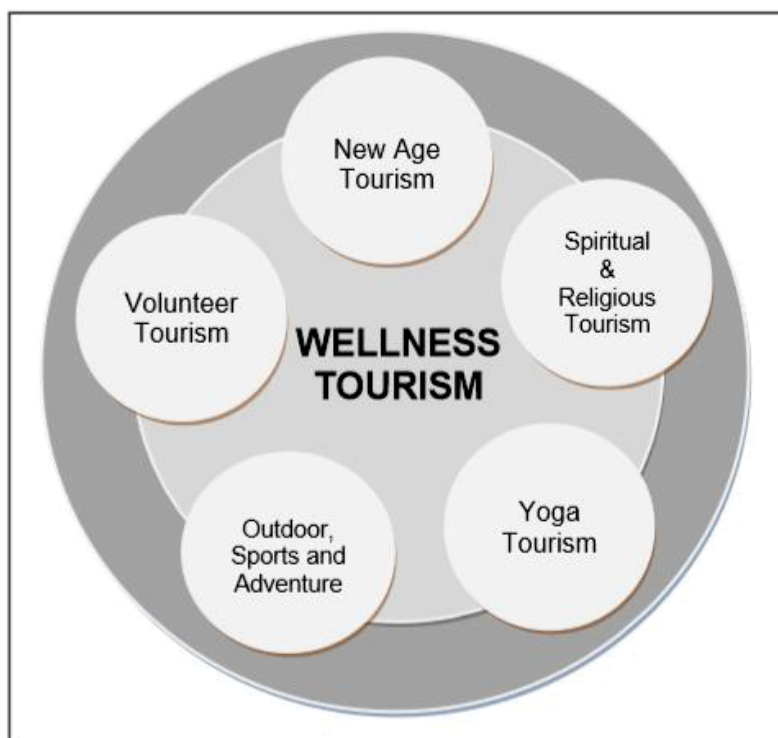 New Age
Tourism
Spiritual
&
Religious
Tourism
Volunteer
Tourism
WELLNESS
TOURISM
Yoga
Tourism
Outdoor,
Sports and
Adventure